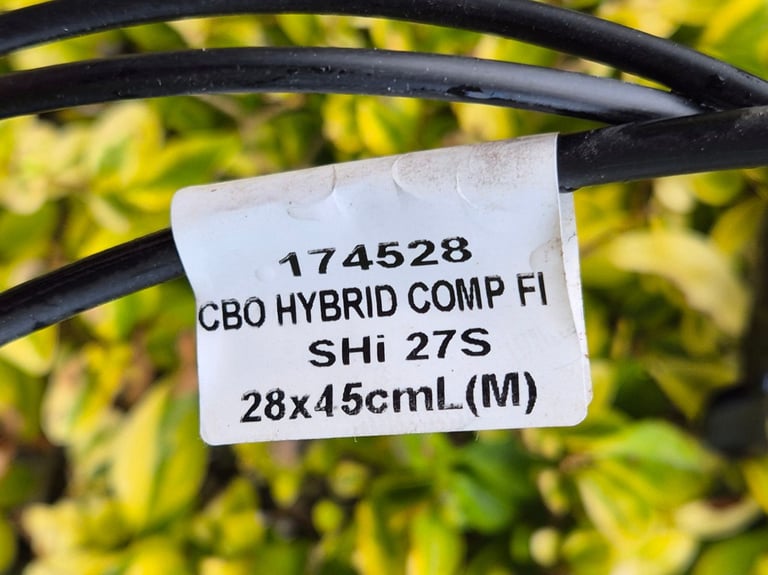 174528
CBO HYBRID COMP FI
SHi 27S
28x45cmL(M)